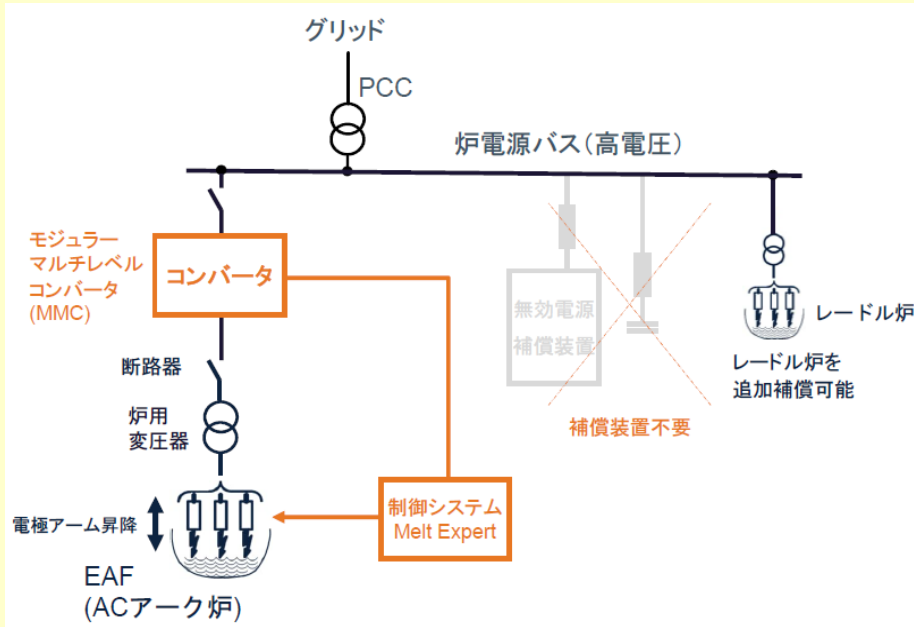 グリッド
PCC
炉電源バス(高電圧)
モジュラー
マルチレベル
コンバータ
(MMC)
コンバータ
無効電源
補償装置
レードル炉
レードル炉を
追加補償可能
断路器
炉用
変圧器
補償装置不要
制御システム
Melt Expert
電極アーム昇降
EAF
(ACアーク炉)